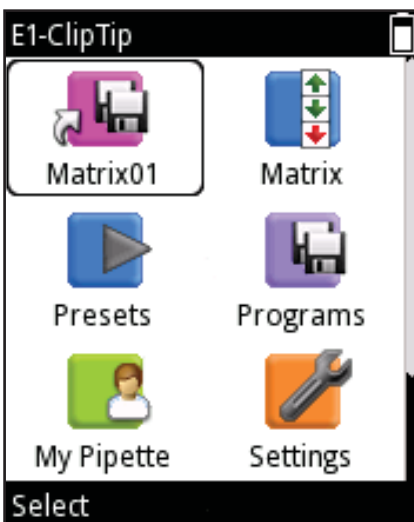 E1-ClipTip
Matrix01 Matrix
Presets Programs
My Pipette Settings
Select